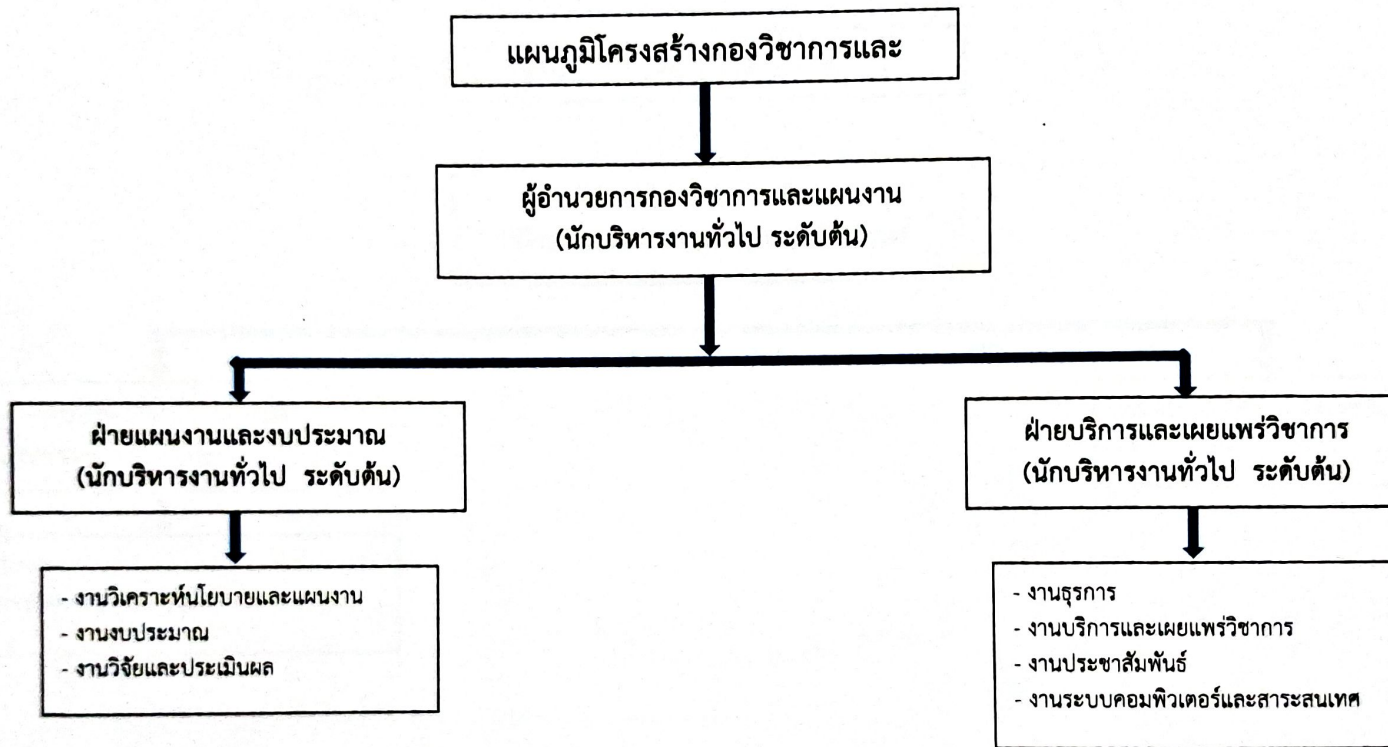 แผนภูมิโครงสร้างกองวิชาการและ
ผู้อำนวยการกองวิชาการและแผนงาน
(นักบริหารงานทั่วไป ระดับต้น)
ฝ่ายแผนงานและงบประมาณ
(นักบริหารงานทั่วไป ระดับต้น)
- งานวิเคราะห์นโยบายและแผนงาน
- งานงบประมาณ
- งานวิจัยและประเมินผล
ฝ่ายบริการและเผยแพร่วิชาการ
(นักบริหารงานทั่วไป ระดับต้น)
- งานธุรการ
- งานบริการและเผยแพร่วิชาการ
- งานประชาสัมพันธ์
- งานระบบคอมพิวเตอร์และสาระสนเทศ